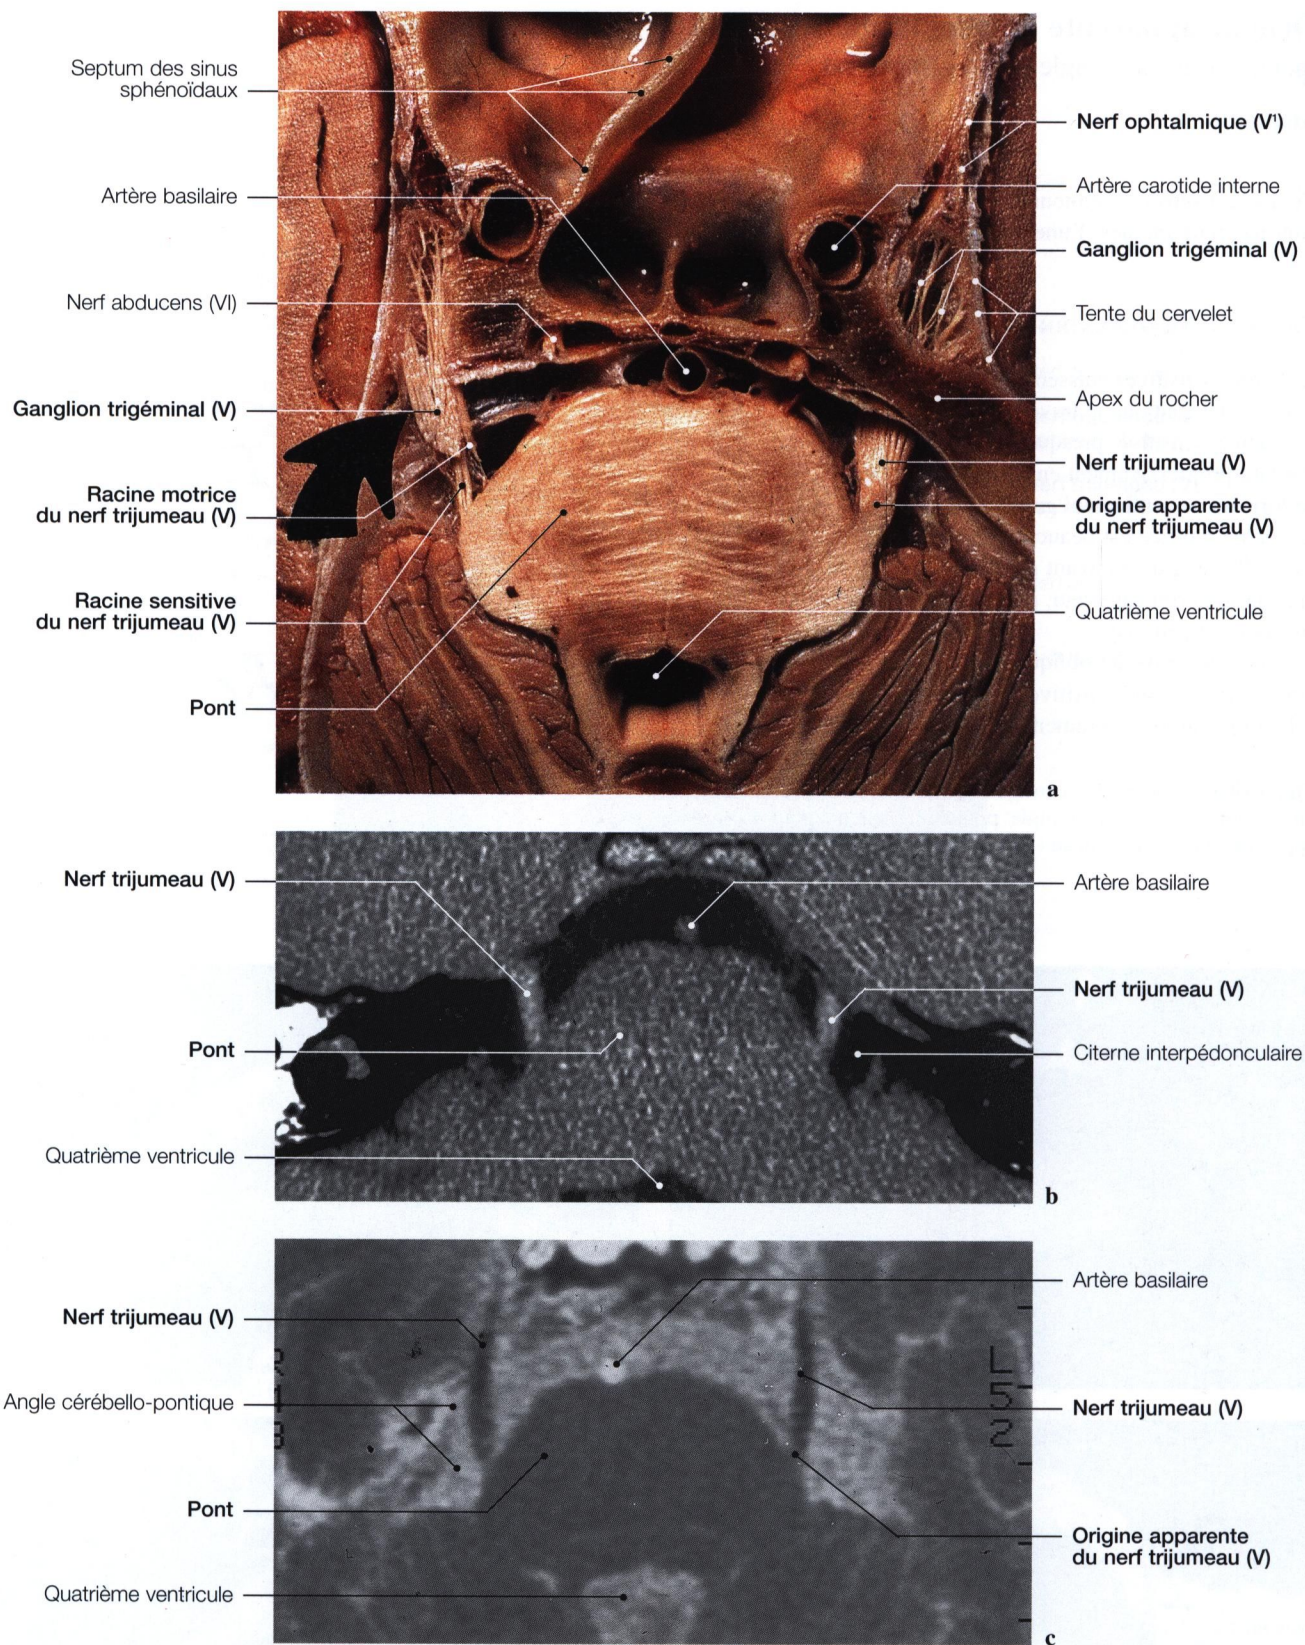 Septum des sinus
sphénoïdaux
Artère basilaire
Nerf abducens (VI)
Ganglion trigéminal (V)
Racine motrice
du nerf trijumeau (V)
Racine sensitive
du nerf trijumeau (V)
Pont
Nerf ophtalmique (V¹)
Artère carotide interne
Ganglion trigéminal (V)
Tente du cervelet
Apex du rocher
Nerf trijumeau (V)
Origine apparente
du nerf trijumeau (V)
Quatrième ventricule
a
Nerf trijumeau (V)
Pont
Quatrième ventricule
Artère basilaire
Nerf trijumeau (V)
Citerne interpédonculaire
b
Nerf trijumeau (V)
Angle cérébello-pontique
Pont
Quatrième ventricule
Artère basilaire
L52
Nerf trijumeau (V)
Origine apparente
du nerf trijumeau (V)
c